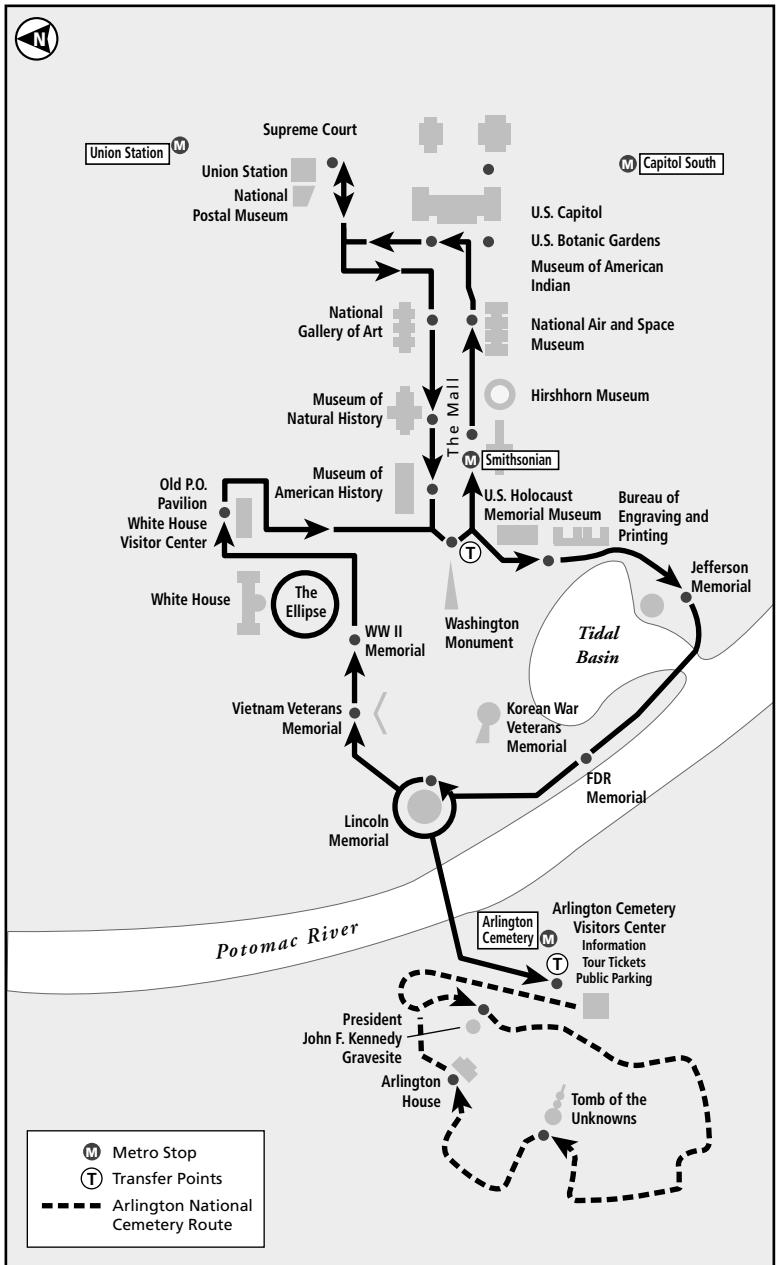 N
Supreme Court
Union Station
M
Union Station
National
Postal Museum
M
Capitol South
U.S. Capitol
U.S. Botanic Gardens
Museum of American
Indian
National
Gallery of Art
National Air and Space
Museum
The Mall
Museum of
Natural History
Hirshhorn Museum
M
Smithsonian
Museum of
American History
Old P.O.
Pavilion
White House
Visitor Center
U.S. Holocaust
Memorial Museum
Bureau of
Engraving and
Printing
T
Jefferson
Memorial
White House
The
Ellipse
WW II
Memorial
Washington
Monument
Tidal
Basin
Vietnam Veterans
Memorial
Korean War
Veterans
Memorial
FDR
Memorial
Lincoln
Memorial
Potomac River
Arlington
Cemetery
M
Arlington Cemetery
Visitors Center
Information
Tour Tickets
Public Parking
T
President
John F. Kennedy
Gravesite
Arlington
House
Tomb of the
Unknowns
M Metro Stop
T Transfer Points
Arlington National
Cemetery Route